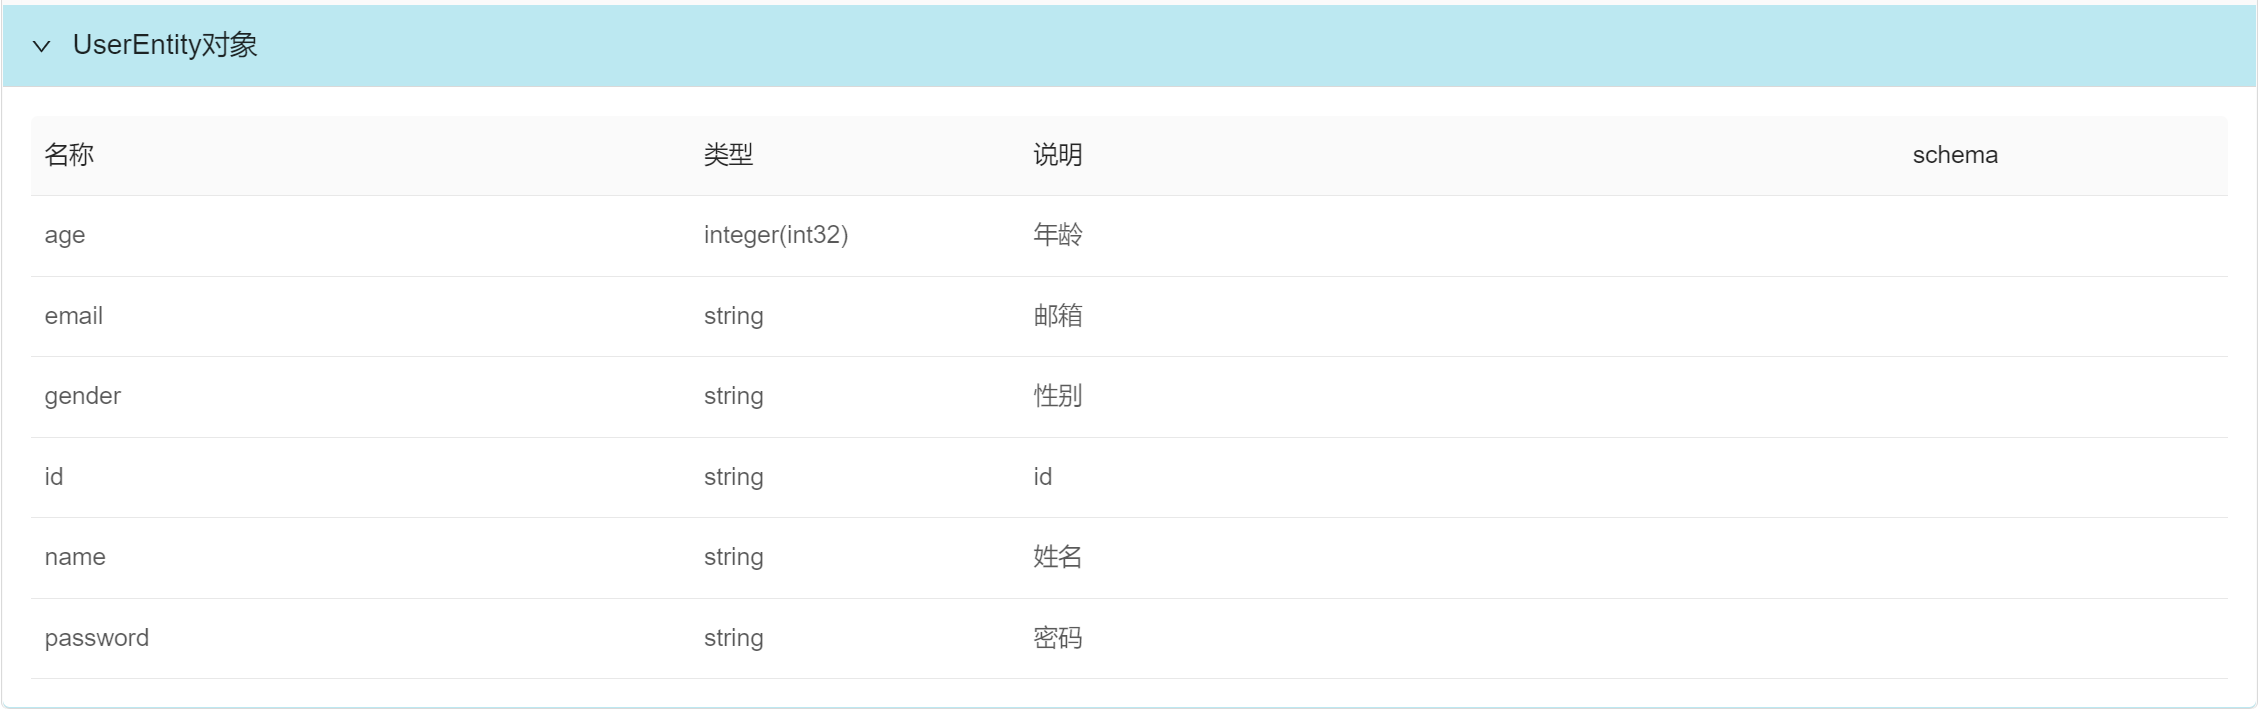 UserEntity对象
名称 类型 说明 schema
age integer(int32) 年龄
email string 邮箱
gender string 性别
id string id
name string 姓名
password string 密码